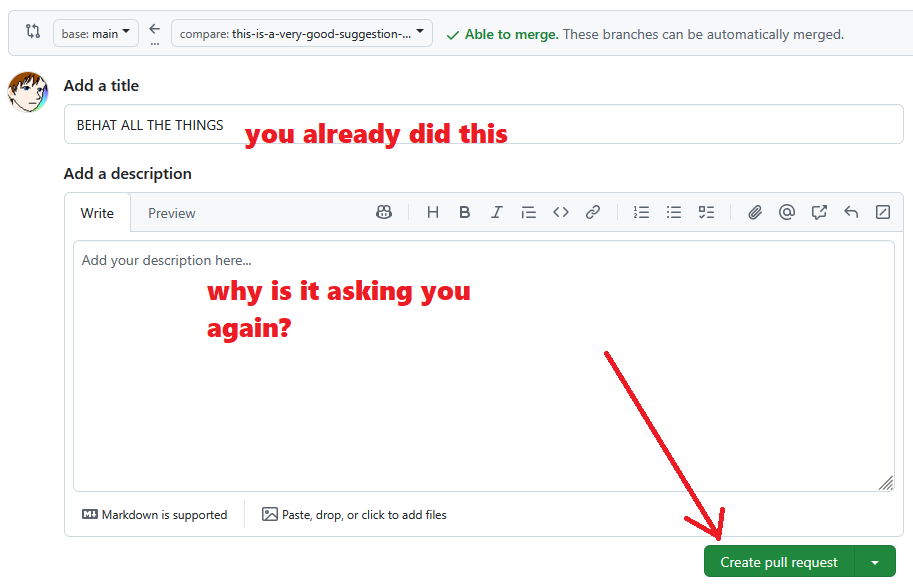 base: main
compare: this-is-a-very-good-suggestion-...
Able to merge. These branches can be automatically merged.
Add a title
BEHAT ALL THE THINGS
you already did this
Add a description
Write
Preview
H B I
Add your description here...
why is it asking you
again?
Markdown is supported
Paste, drop, or click to add files
Create pull request